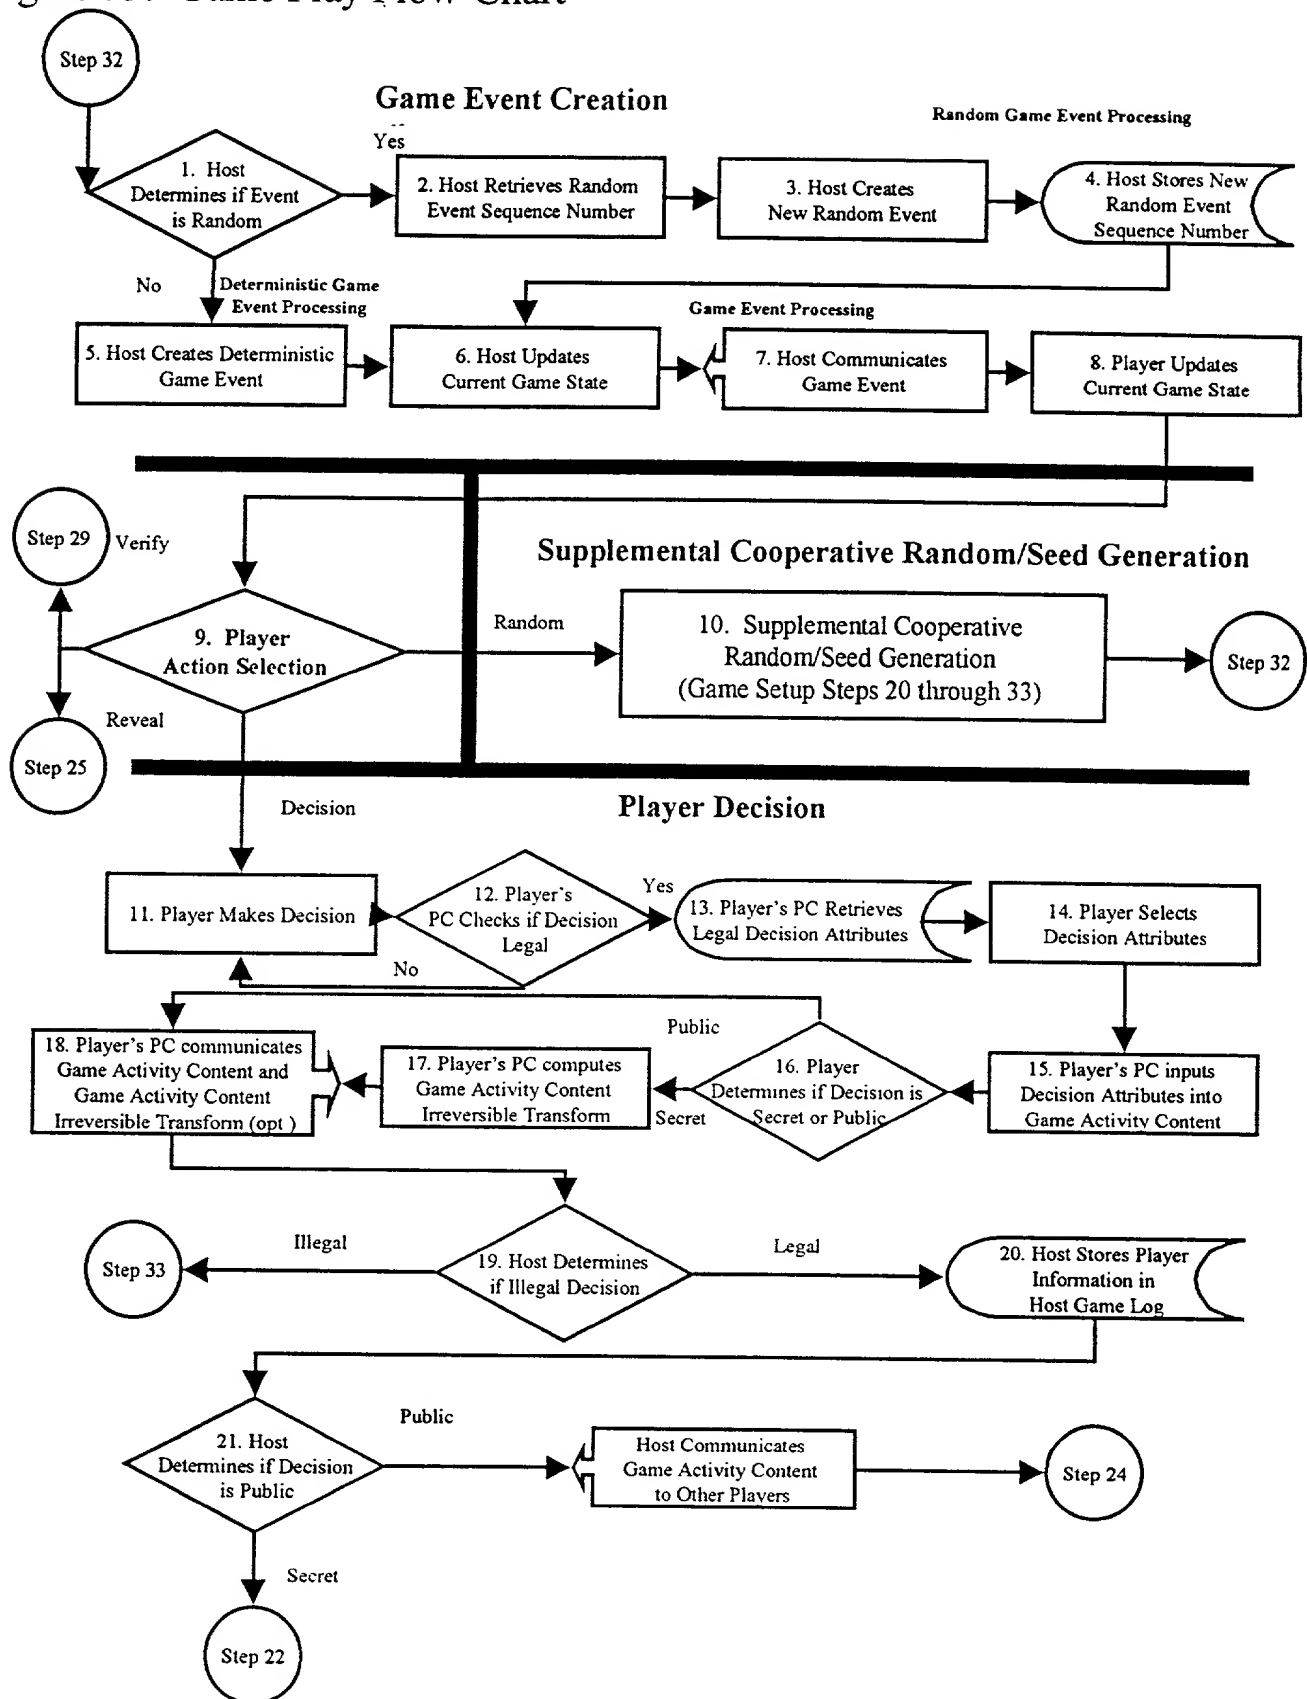 Game Play Flow Chart
Step 32
Game Event Creation
Random Game Event Processing
Yes
1. Host
Determines if Event
is Random
2. Host Retrieves Random
Event Sequence Number
3. Host Creates
New Random Event
4. Host Stores New
Random Event
Sequence Number
No
Deterministic Game
Event Processing
Game Event Processing
5. Host Creates Deterministic
Game Event
6. Host Updates
Current Game State
7. Host Communicates
Game Event
8. Player Updates
Current Game State
Step 29
Verify
Supplemental Cooperative Random/Seed Generation
9. Player
Action Selection
Random
10. Supplemental Cooperative
Random/Seed Generation
(Game Setup Steps 20 through 33)
Step 32
Reveal
Step 25
Decision
Player Decision
11. Player Makes Decision
12. Player's
PC Checks if Decision
Legal
Yes
No
13. Player's PC Retrieves
Legal Decision Attributes
14. Player Selects
Decision Attributes
15. Player's PC inputs
Decision Attributes into
Game Activity Content
16. Player
Determines if Decision is
Secret or Public
Public
Secret
17. Player's PC computes
Game Activity Content
Irreversible Transform
18. Player's PC communicates
Game Activity Content and
Game Activity Content
Irreversible Transform (opt )
19. Host Determines
if Illegal Decision
Illegal
Step 33
Legal
20. Host Stores Player
Information in
Host Game Log
21. Host
Determines if Decision
is Public
Public
Host Communicates
Game Activity Content
to Other Players
Step 24
Secret
Step 22